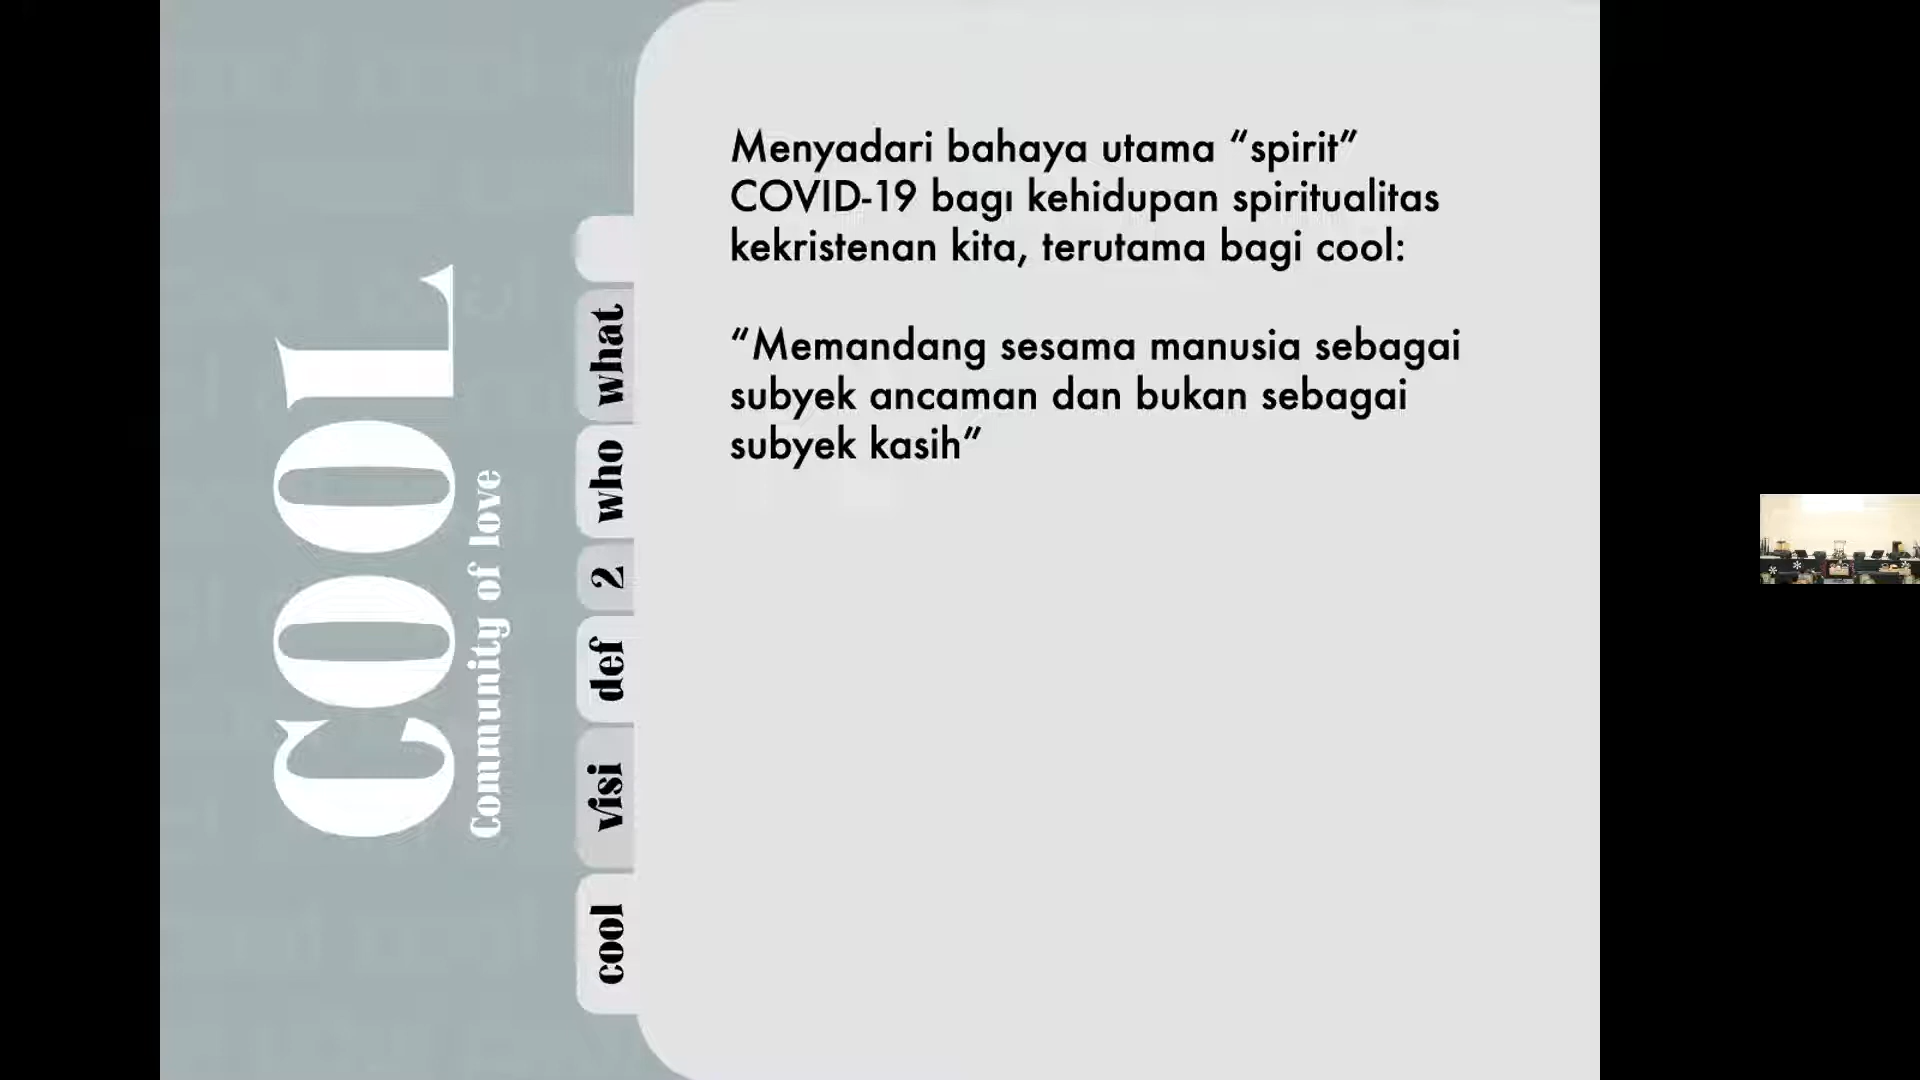 COOL
Community of love
what
who
2
def
visi
cool
Menyadari bahaya utama “spirit”
COVID-19 bagi kehidupan spiritualitas
kekristenan kita, terutama bagi cool:
“Memandang sesama manusia sebagai
subyek ancaman dan bukan sebagai
subyek kasih”